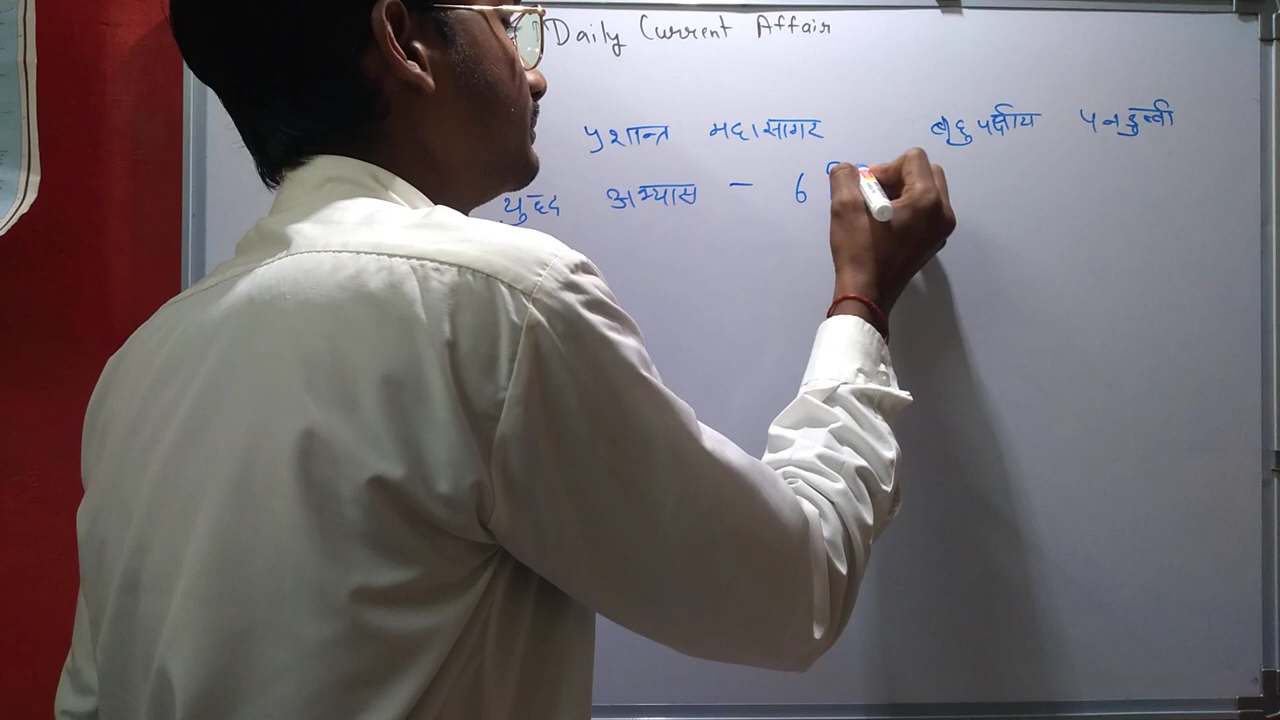 Daily Current Affair
प्रशान्त महासागर बहुपक्षीय पनडुब्बी
युद्ध अभ्यास - 6